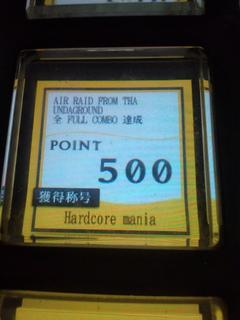 AIR RAID FROM THA
UNDAGROUND
全 FULL COMBO 達成
POINT
500
獲得称号
Hardcore mania